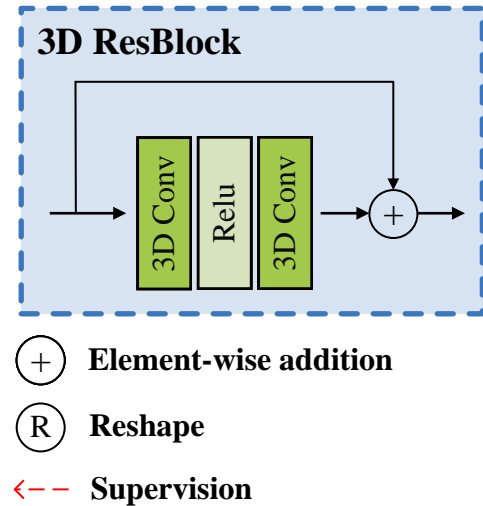 3D ResBlock
3D Conv
Relu
3D Conv
+
+ Element-wise addition
R Reshape
Supervision